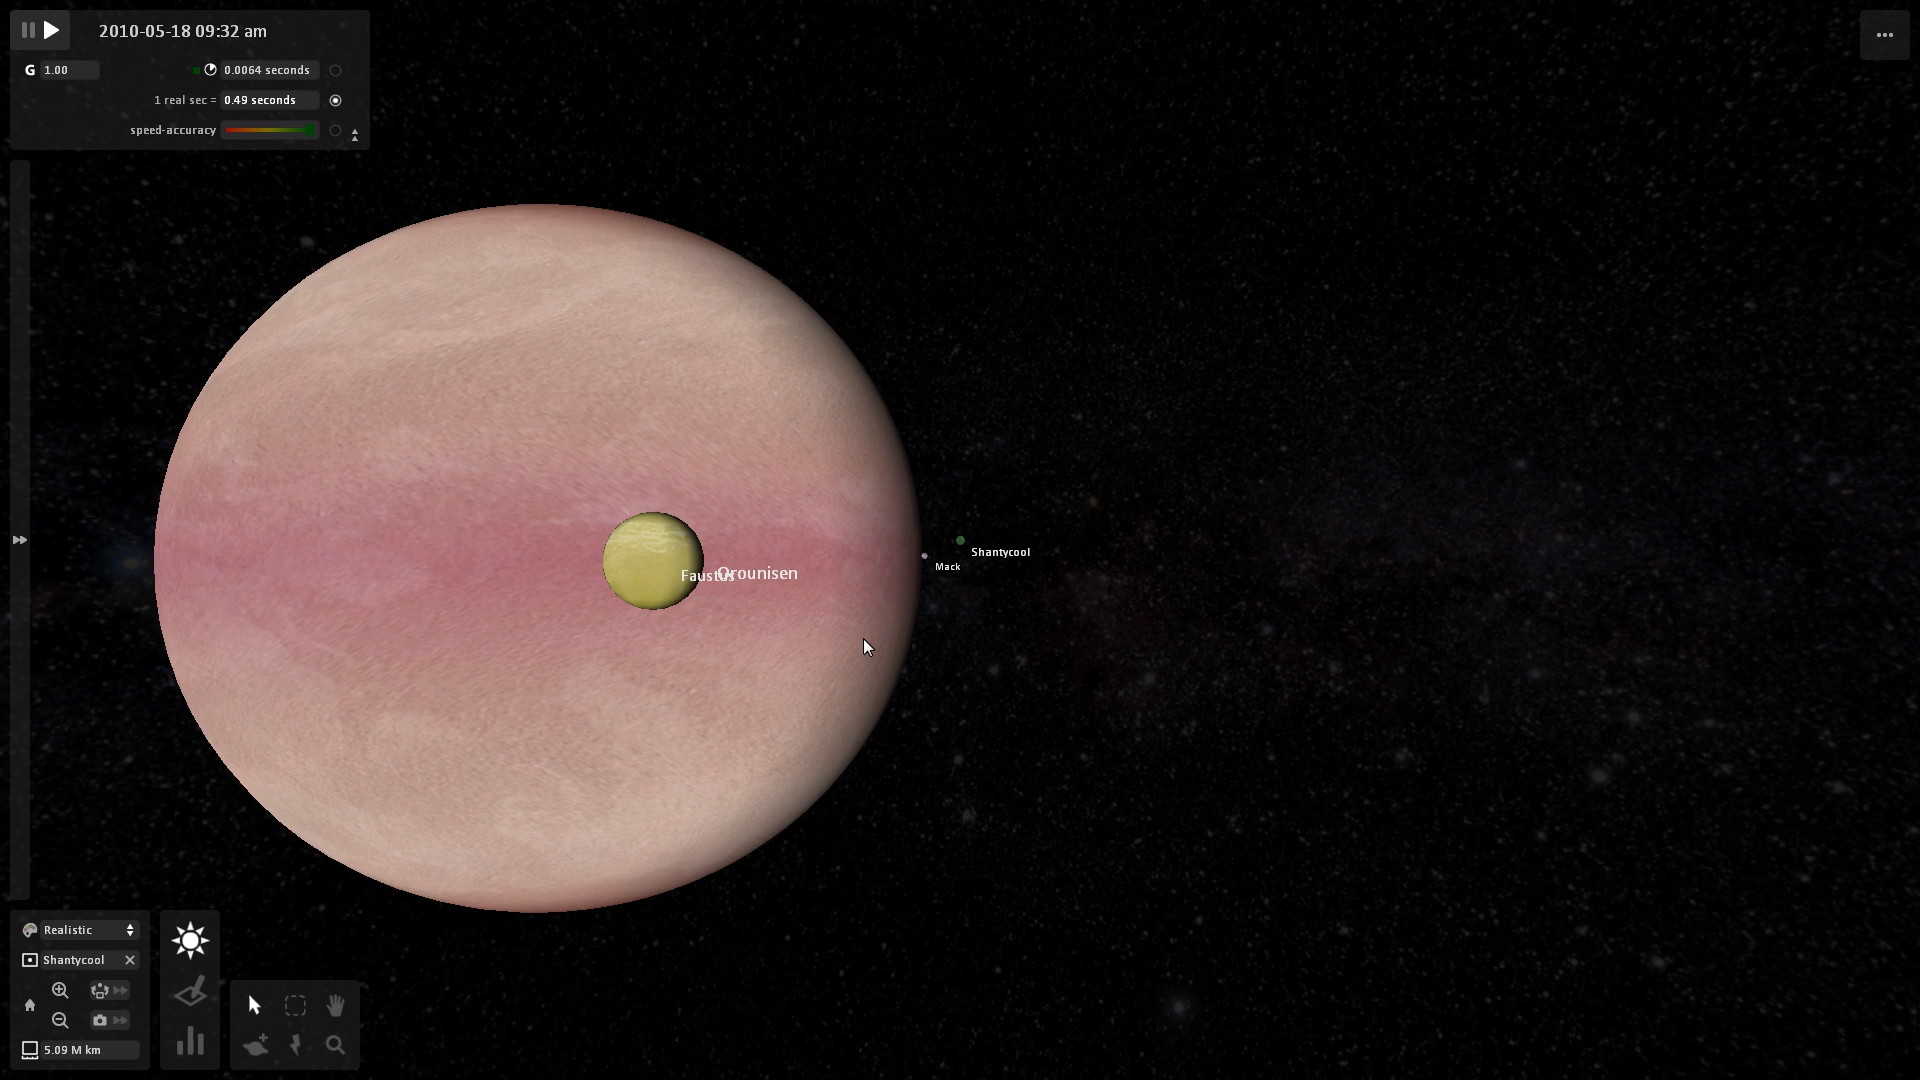 2010-05-18 09:32 am
G 1.00
0.0064 seconds
1 real sec = 0.49 seconds
speed-accuracy
Shantycool
Mack
Faustus
Orounisen
Realistic
Shantycool
5.09 M km